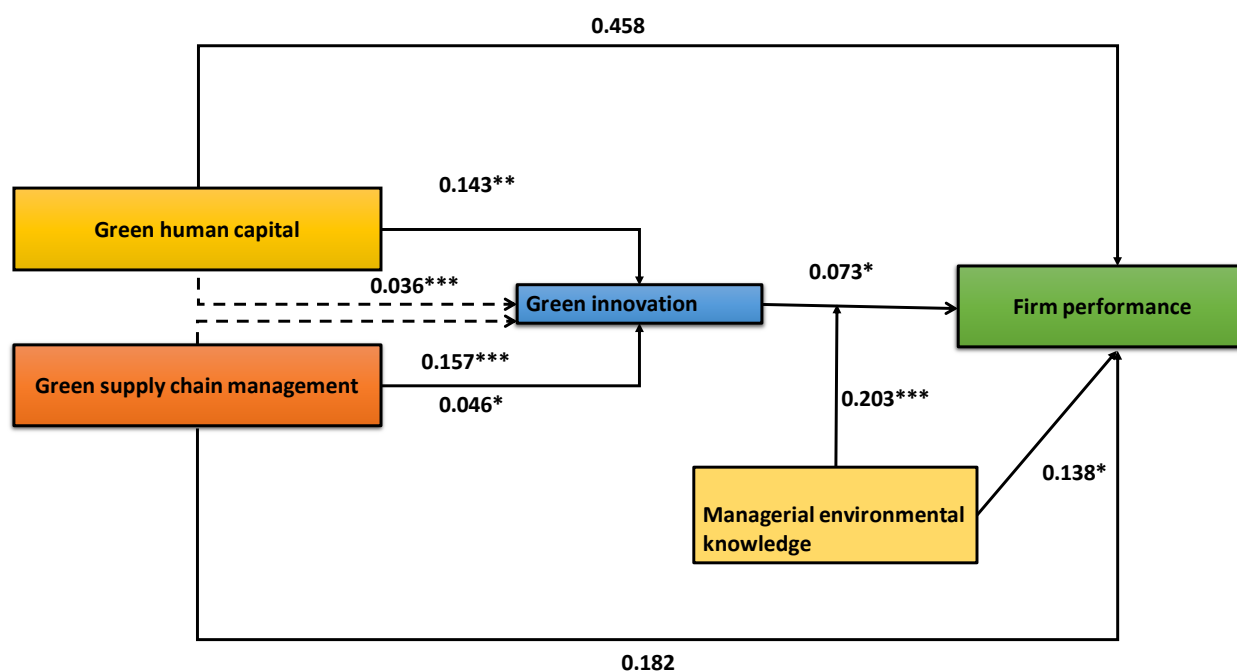 0.458
0.143**
Green human capital
0.036***
0.073*
Green innovation
Firm performance
0.157***
Green supply chain management
0.046*
0.203***
0.138*
Managerial environmental
knowledge
0.182